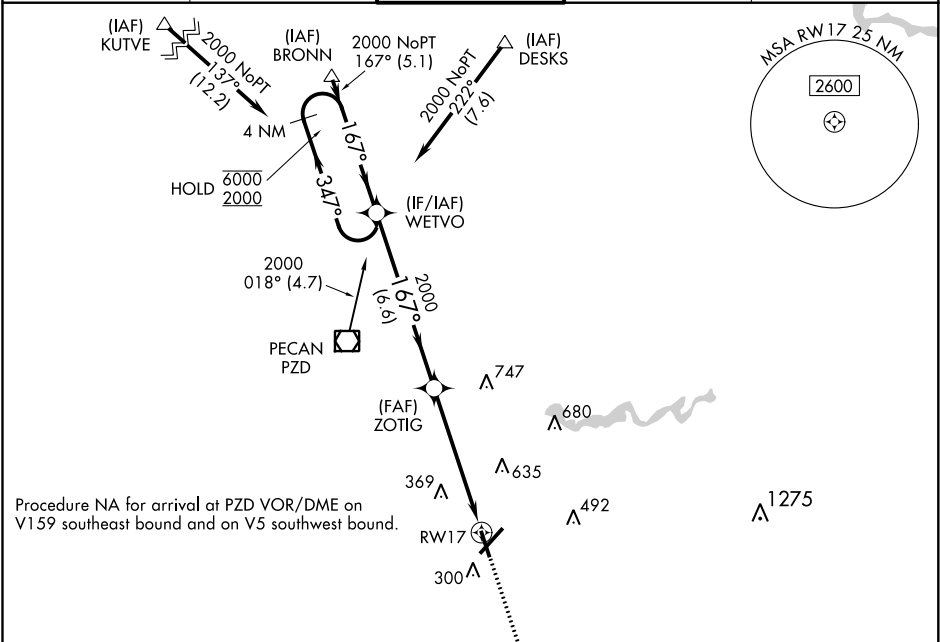 (IAF)
KUTVE
2000 NoPT
137°
(12.2)
(IAF)
BRONN
2000 NoPT
167° (5.1)
(IAF)
DESKS
2000 NoPT
222°
(7.6)
MSA RW17 25 NM
2600
4 NM
167°
HOLD
6000
2000
347°
(IF/IAF)
WETVO
2000
018° (4.7)
2000
167°
(6.6)
PECAN
PZD
(FAF)
ZOTIG
747
680
635
369
492
1275
Procedure NA for arrival at PZD VOR/DME on
V159 southeast bound and on V5 southwest bound.
RW17
300